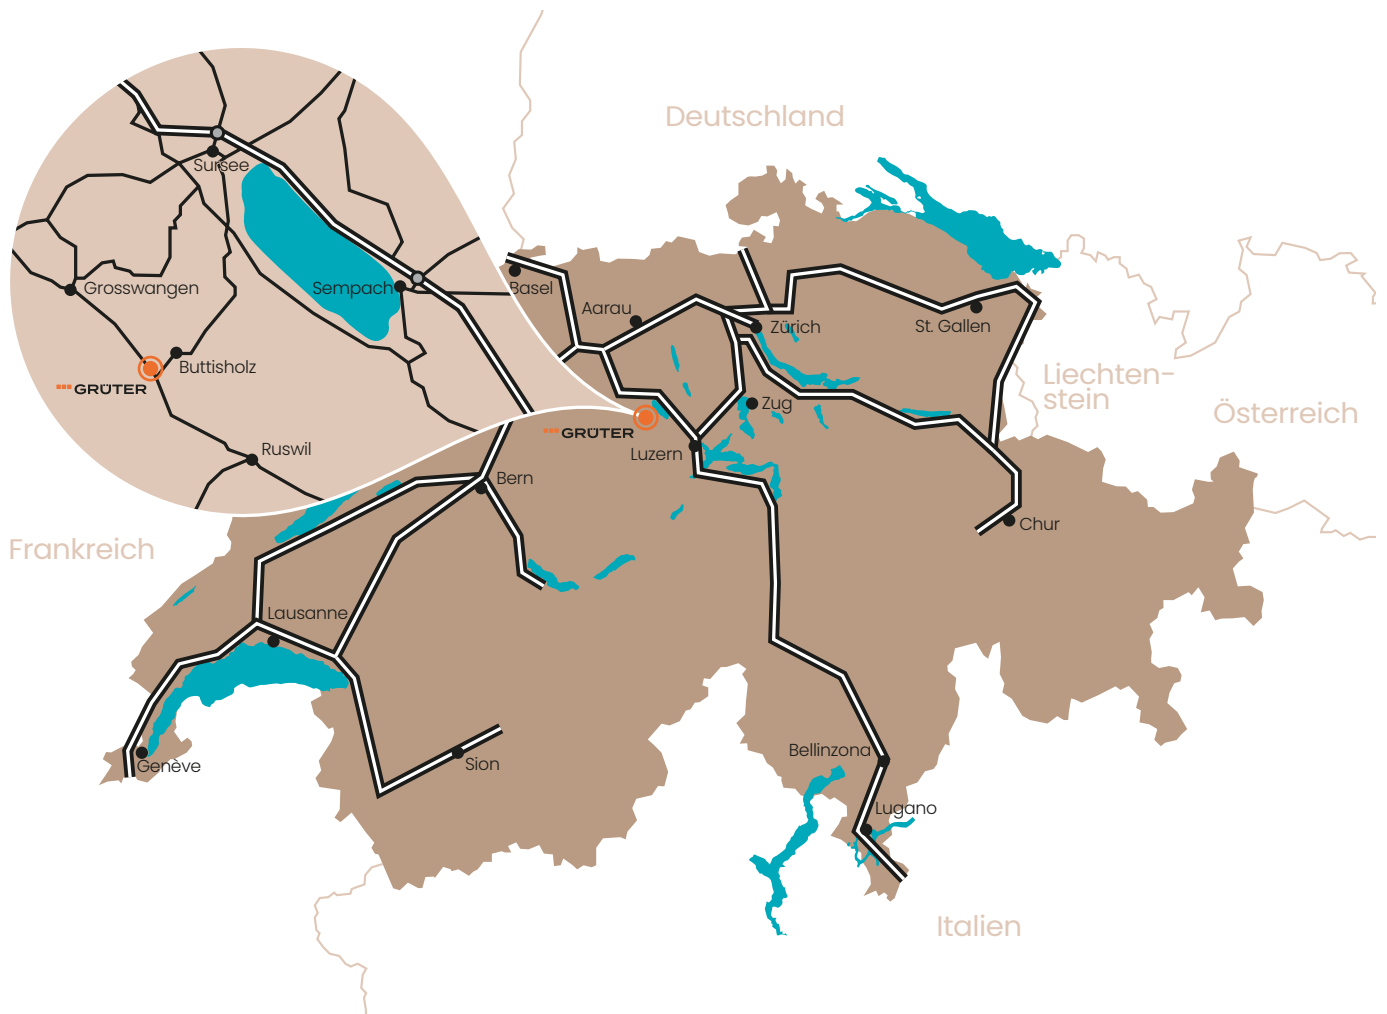 Deutschland
Sursee
Grosswangen
Sempach
Basel
Aarau
Zürich
St. Gallen
Buttisholz
GRÜTER
Liechten-
stein
Österreich
Zug
GRÜTER
Luzern
Ruswil
Bern
Chur
Frankreich
Lausanne
Bellinzona
Genève
Sion
Lugano
Italien